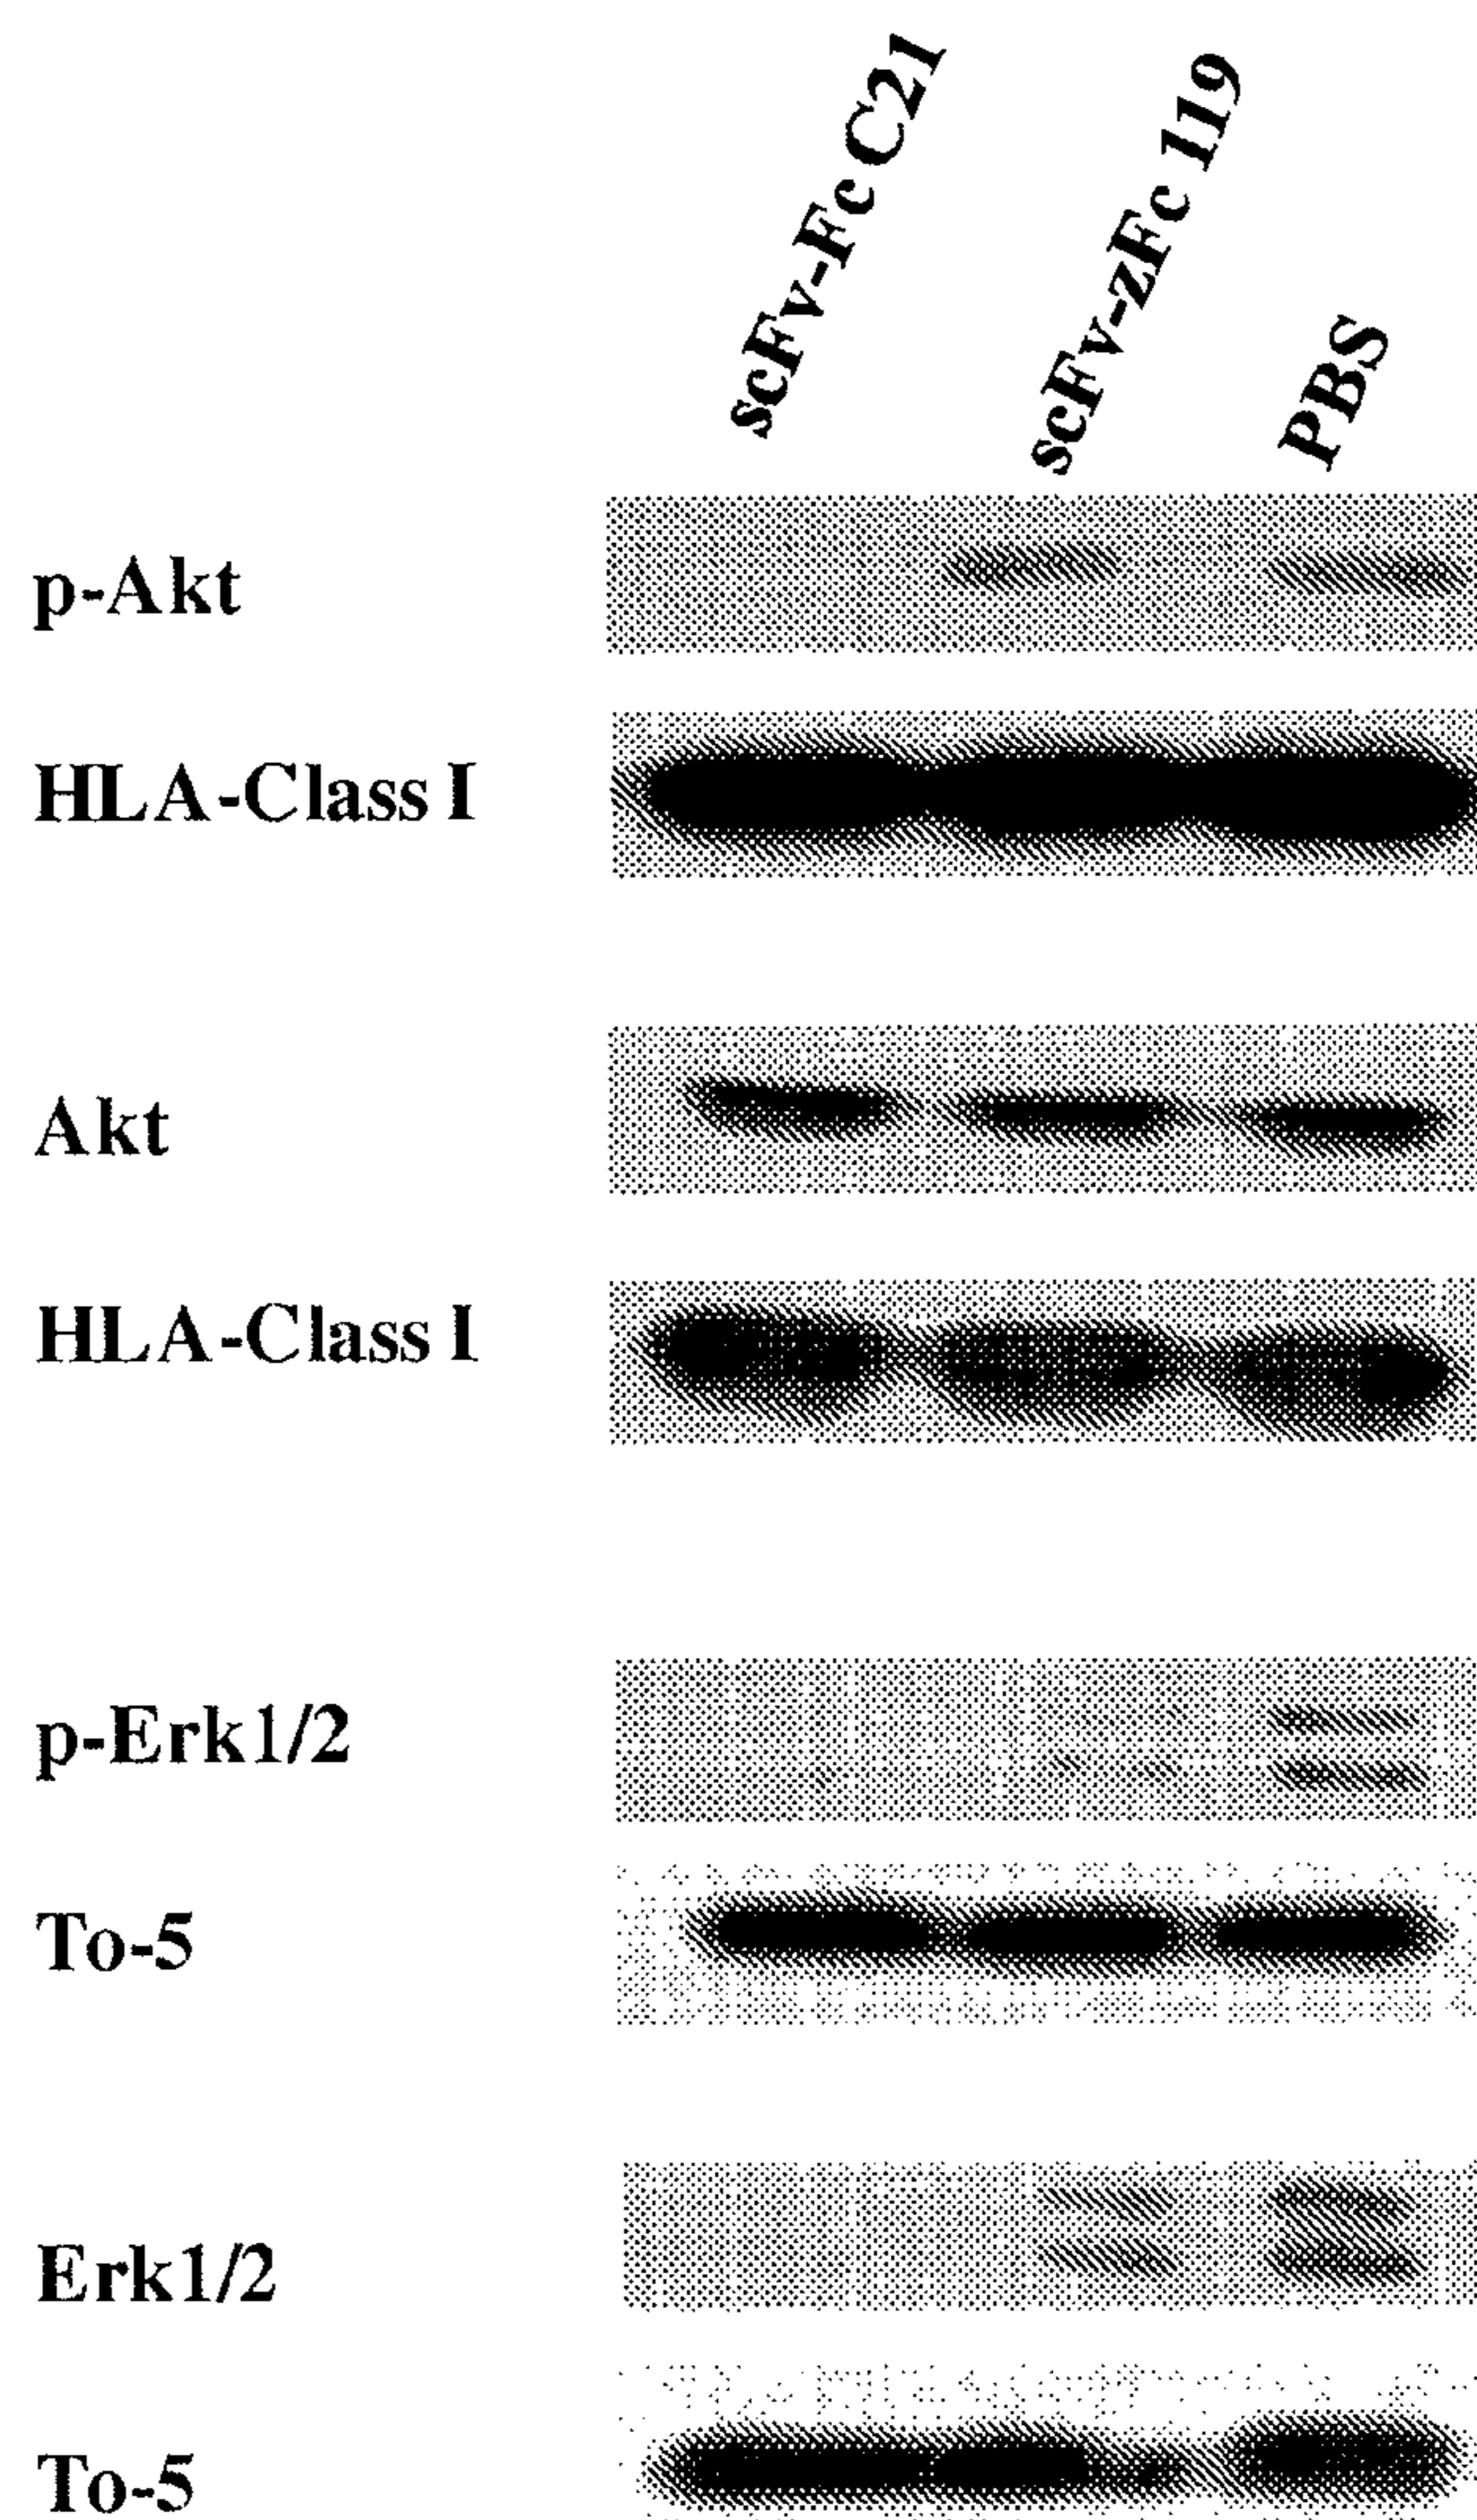 scFv-Fc C21
scFv-zFc 119
PBS
p-Akt
HLA-Class I
Akt
HLA-Class I
p-Erk1/2
To-5
Erk1/2
To-5